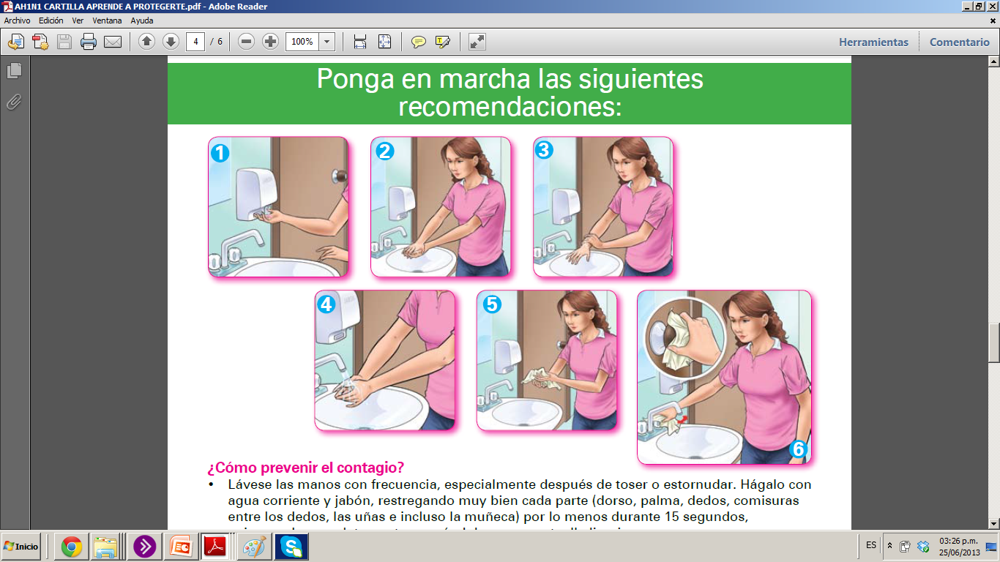 AH1N1 CARTILLA APRENDE A PROTEGERTE.pdf - Adobe Reader
Archivo Edición Ver Ventana Ayuda
4 / 6 100% Herramientas Comentario
Ponga en marcha las siguientes
recomendaciones:
1 2 3
4 5
6
¿Cómo prevenir el contagio?
• Lávese las manos con frecuencia, especialmente después de toser o estornudar. Hágalo con
agua corriente y jabón, restregando muy bien cada parte (dorso, palma, dedos, comisuras
entre los dedos, las uñas e incluso la muñeca) por lo menos durante 15 segundos,
Inicio ES 03:26 p.m.
25/06/2013